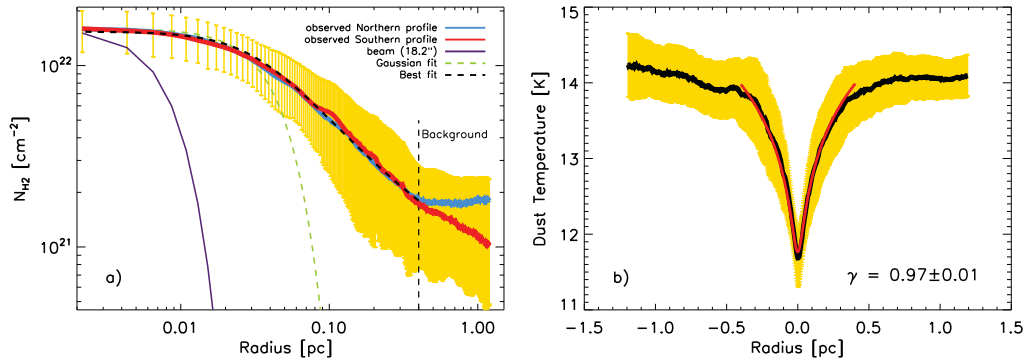 observed Northern profile
observed Southern profile
beam (18.2")
Gaussian fit
Best fit
Background
10^22
10^21
N_H2 [cm^-2]
a)
0.01 0.10 1.00
Radius [pc]
15
14
13
12
11
Dust Temperature [K]
b)
γ = 0.97±0.01
−1.5 −1.0 −0.5 0.0 0.5 1.0 1.5
Radius [pc]